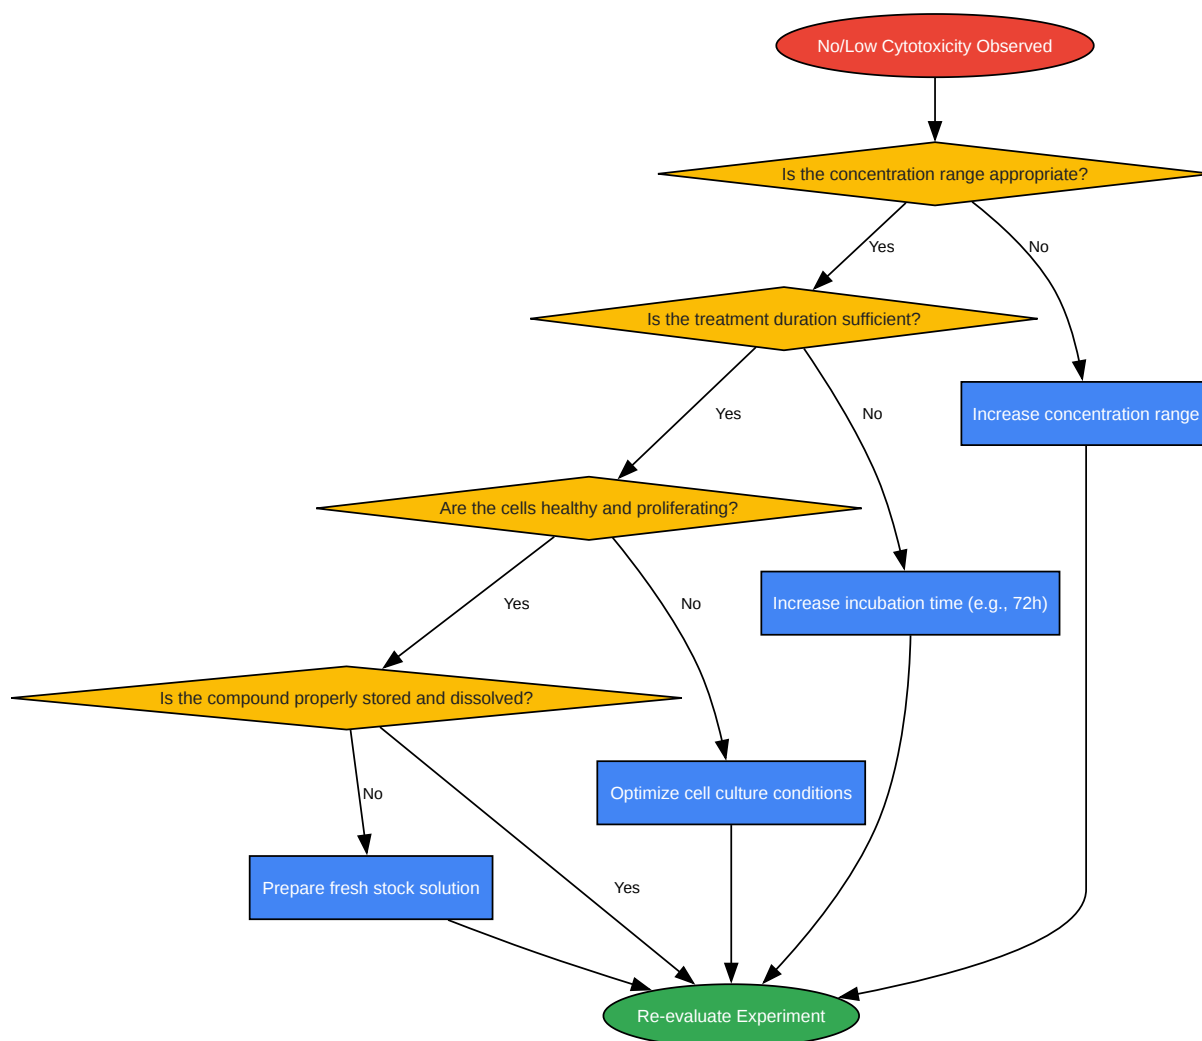 No/Low Cytotoxicity Observed
Is the concentration range appropriate?
Yes
No
Is the treatment duration sufficient?
Yes
No
Increase concentration range
Are the cells healthy and proliferating?
Yes
No
Increase incubation time (e.g., 72h)
Is the compound properly stored and dissolved?
No
Optimize cell culture conditions
Prepare fresh stock solution
Yes
Re-evaluate Experiment